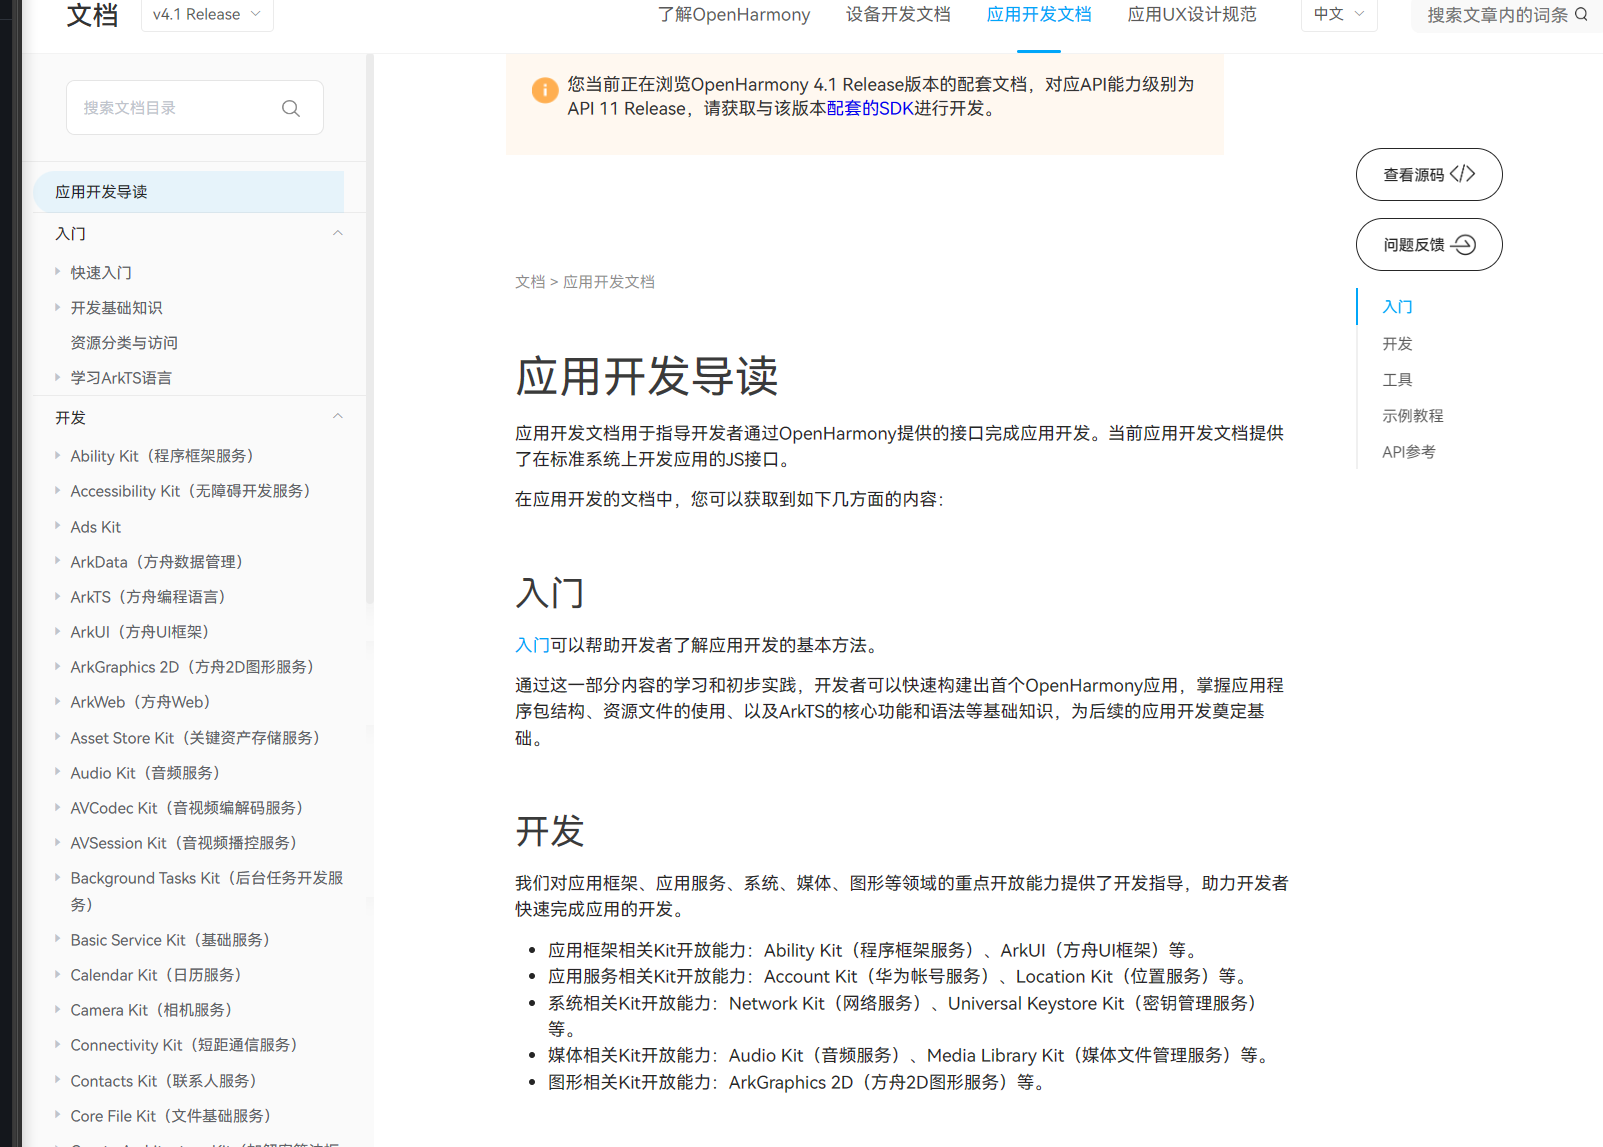 文档
v4.1 Release
了解OpenHarmony
设备开发文档
应用开发文档
应用UX设计规范
中文
搜索文章内的词条
搜索文档目录
应用开发导读
入门
快速入门
开发基础知识
资源分类与访问
学习ArkTS语言
开发
Ability Kit（程序框架服务）
Accessibility Kit（无障碍开发服务）
Ads Kit
ArkData（方舟数据管理）
ArkTS（方舟编程语言）
ArkUI（方舟UI框架）
ArkGraphics 2D（方舟2D图形服务）
ArkWeb（方舟Web）
Asset Store Kit（关键资产存储服务）
Audio Kit（音频服务）
AVCodec Kit（音视频编解码服务）
AVSession Kit（音视频播控服务）
Background Tasks Kit（后台任务开发服
务）
Basic Service Kit（基础服务）
Calendar Kit（日历服务）
Camera Kit（相机服务）
Connectivity Kit（短距通信服务）
Contacts Kit（联系人服务）
Core File Kit（文件基础服务）
您当前正在浏览OpenHarmony 4.1 Release版本的配套文档，对应API能力级别为
API 11 Release，请获取与该版本配套的SDK进行开发。
文档 > 应用开发文档
应用开发导读
应用开发文档用于指导开发者通过OpenHarmony提供的接口完成应用开发。当前应用开发文档提供
了在标准系统上开发应用的JS接口。
在应用开发的文档中，您可以获取到如下几方面的内容：
入门
入门可以帮助开发者了解应用开发的基本方法。
通过这一部分内容的学习和初步实践，开发者可以快速构建出首个OpenHarmony应用，掌握应用程
序包结构、资源文件的使用、以及ArkTS的核心功能和语法等基础知识，为后续的应用开发奠定基
础。
开发
我们对应用框架、应用服务、系统、媒体、图形等领域的重点开放能力提供了开发指导，助力开发者
快速完成应用的开发。
• 应用框架相关Kit开放能力：Ability Kit（程序框架服务）、ArkUI（方舟UI框架）等。
• 应用服务相关Kit开放能力：Account Kit（华为帐号服务）、Location Kit（位置服务）等。
• 系统相关Kit开放能力：Network Kit（网络服务）、Universal Keystore Kit（密钥管理服务）
等。
• 媒体相关Kit开放能力：Audio Kit（音频服务）、Media Library Kit（媒体文件管理服务）等。
• 图形相关Kit开放能力：ArkGraphics 2D（方舟2D图形服务）等。
查看源码
问题反馈
入门
开发
工具
示例教程
API参考